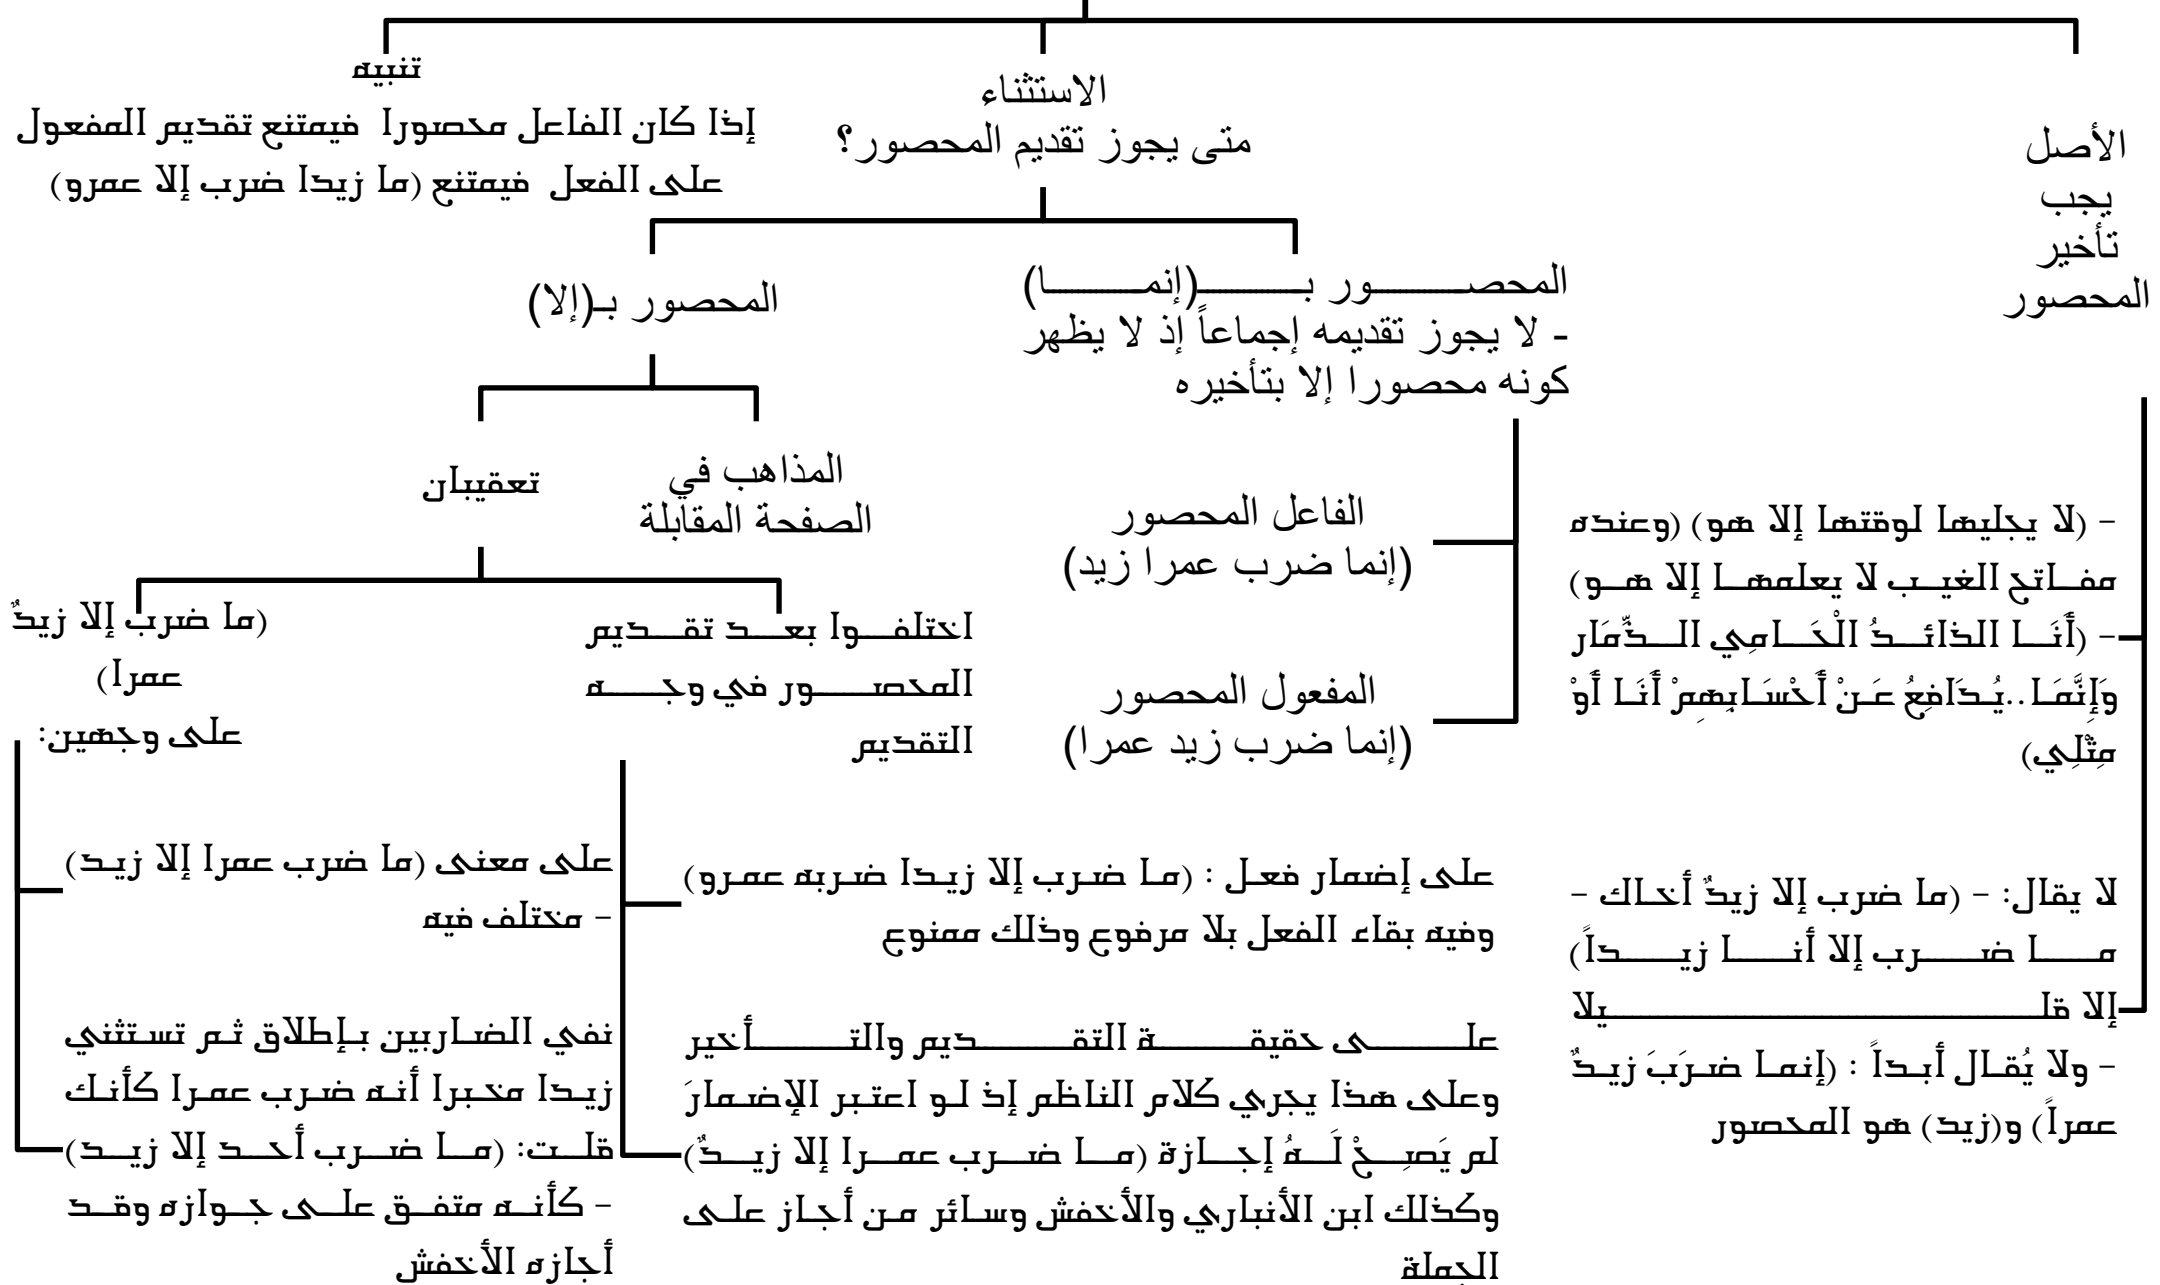 الأصل
يجب
تأخير
المحصور
- (لا يجليها لوقتها إلا هو) (وعنده
مفاتح الغيب لا يعلمها إلا هو)
- (أَنَا الذائدُ الْحَامِي الذِّمَار
وَإِنَّمَا..يُدَافِعُ عَنْ أَحْسَابِهِمْ أَنَا أَوْ
مِثْلِي)
لا يقال: - (ما ضرب إلا زيدٌ أخاك -
ما ضرب إلا أنا زيداً)
إلا قليلا
- ولا يُقال أبداً : (إنما ضرَبَ زيدٌ
عمراً) و(زيد) هو المحصور
الاستثناء
متى يجوز تقديم المحصور؟
المحصور بـ(إنما)
- لا يجوز تقديمه إجماعاً إذ لا يظهر
كونه محصورا إلا بتأخيره
الفاعل المحصور
(إنما ضرب عمرا زيد)
المفعول المحصور
(إنما ضرب زيد عمرا)
المحصور بـ(إلا)
المذاهب في
الصفحة المقابلة
تعقيبان
اختلفوا بعد تقديم
المحصور في وجه
التقديم
على إضمار فعل : (ما ضرب إلا زيدا ضربه عمرو)
وفيه بقاء الفعل بلا مرفوع وذلك ممنوع
على حقيقة التقديم والتأخير
وعلى هذا يجري كلام الناظم إذ لو اعتبر الإضمارَ
لم يَصِحْ لَهُ إجازة (ما ضرب عمرا إلا زيدٌ)
وكذلك ابن الأنباري والأخفش وسائر من أجاز على
الجملة
(ما ضرب إلا زيدٌ
عمرا)
على وجهين:
على معنى (ما ضرب عمرا إلا زيد)
- مختلف فيه
نفي الضاربين بإطلاق ثم تستثني
زيدا مخبرا أنه ضرب عمرا كأنك
قلت: (ما ضرب أحد إلا زيد)
- كأنه متفق على جوازه وقد
أجازه الأخفش
تنبيه
إذا كان الفاعل محصورا فيمتنع تقديم المفعول
على الفعل فيمتنع (ما زيدا ضرب إلا عمرو)